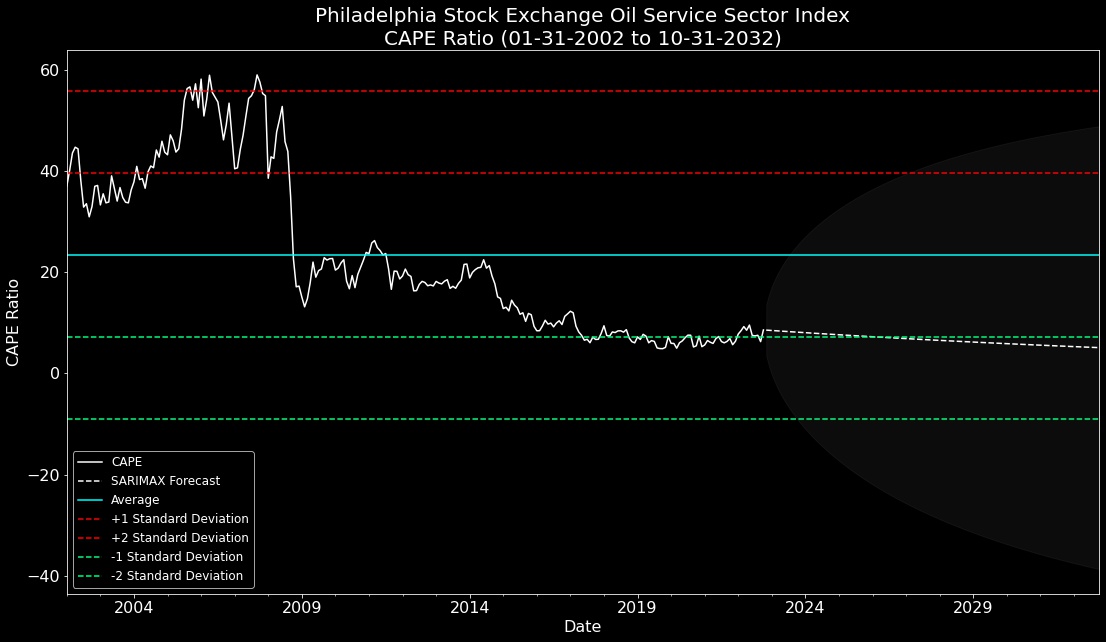 Philadelphia Stock Exchange Oil Service Sector Index
CAPE Ratio (01-31-2002 to 10-31-2032)
60
40
20
0
−20
−40
CAPE Ratio
CAPE
SARIMAX Forecast
Average
+1 Standard Deviation
+2 Standard Deviation
-1 Standard Deviation
-2 Standard Deviation
2004 2009 2014 2019 2024 2029
Date